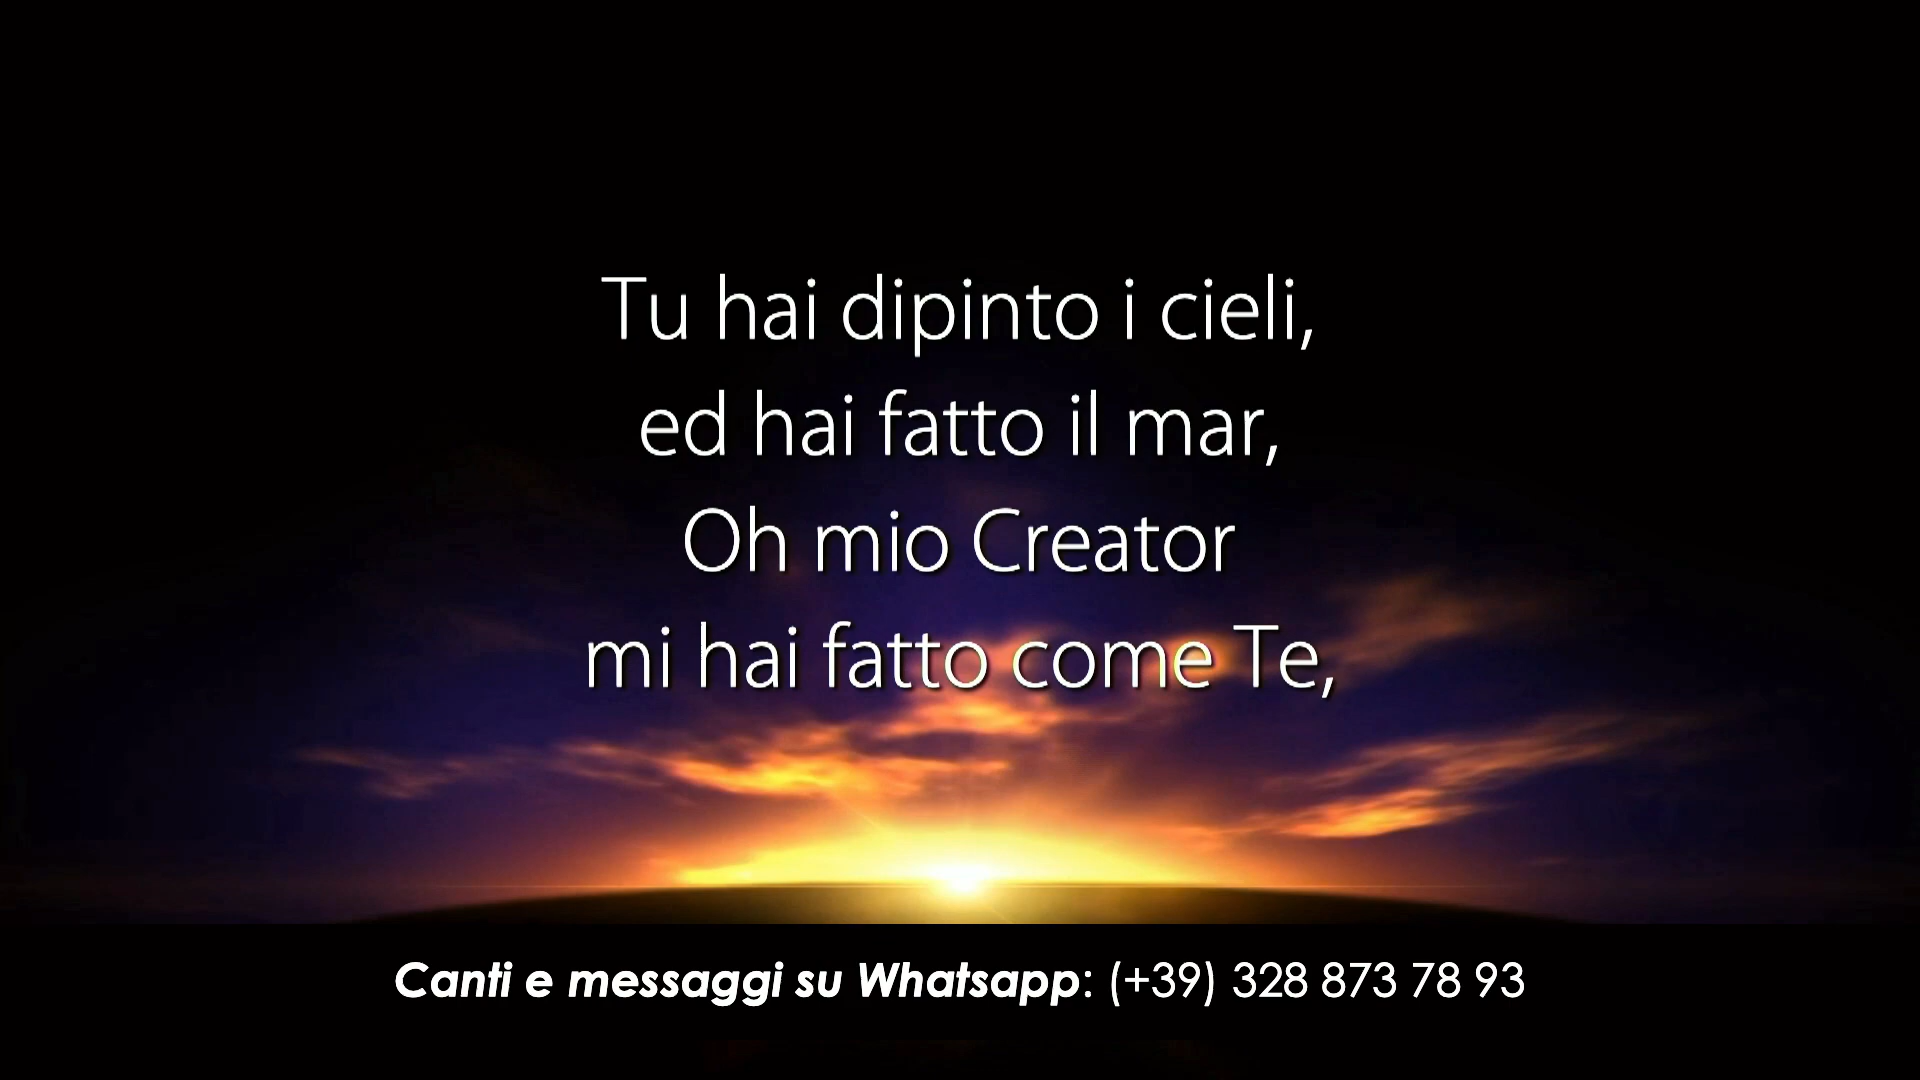 Tu hai dipinto i cieli,
ed hai fatto il mar,
Oh mio Creator
mi hai fatto come Te,
Canti e messaggi su Whatsapp: (+39) 328 873 78 93